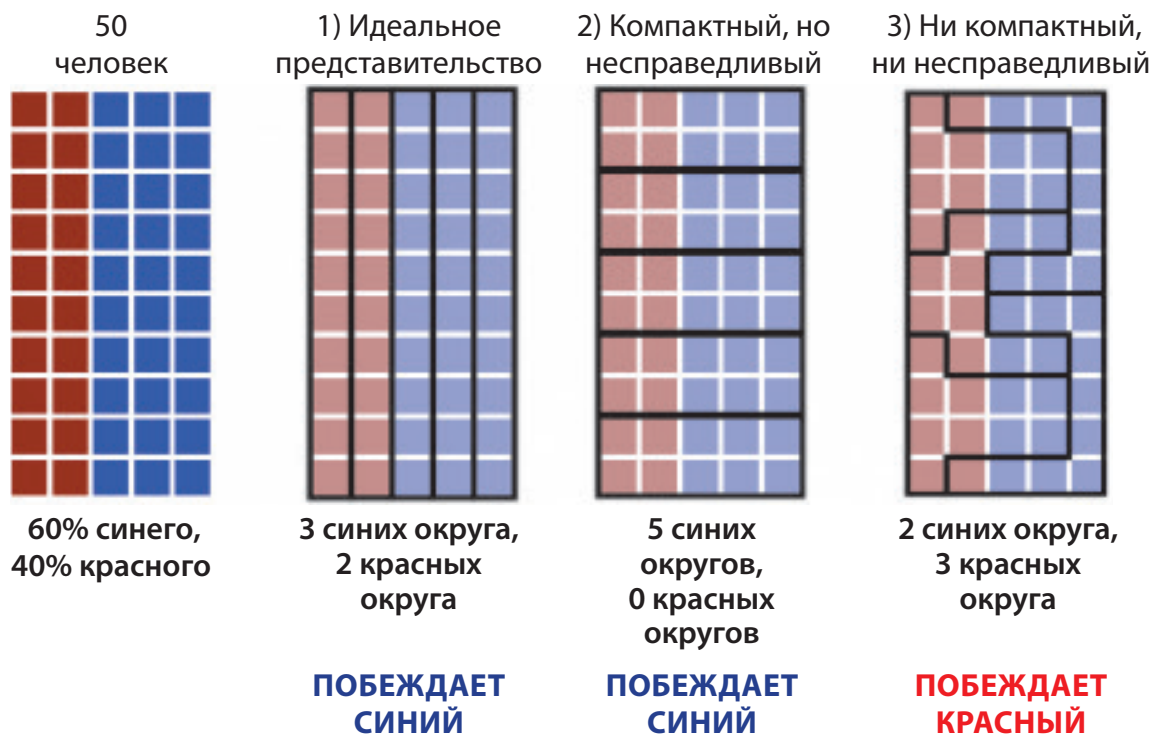 50
человек
1) Идеальное
представительство
2) Компактный, но
несправедливый
3) Ни компактный,
ни несправедливый
60% синего,
40% красного
3 синих округа,
2 красных
округа
5 синих
округов,
0 красных
округов
2 синих округа,
3 красных
округа
ПОБЕЖДАЕТ
СИНИЙ
ПОБЕЖДАЕТ
СИНИЙ
ПОБЕЖДАЕТ
КРАСНЫЙ